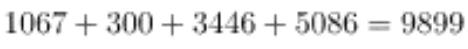 1067 + 300 + 3446 + 5086 = 9899